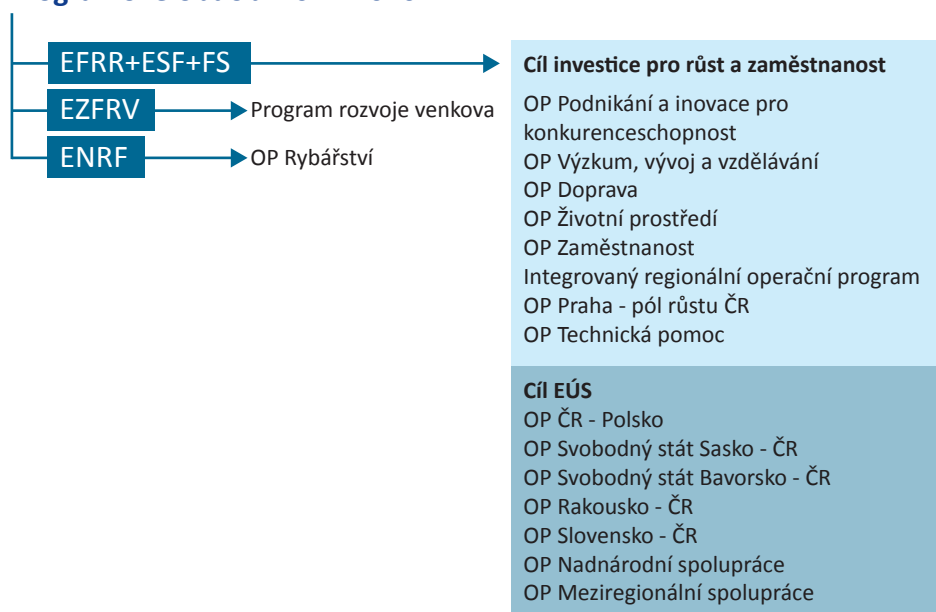 EFRR+ESF+FS
EZFRV
Program rozvoje venkova
ENRF
OP Rybářství
Cíl investice pro růst a zaměstnanost
OP Podnikání a inovace pro
konkurenceschopnost
OP Výzkum, vývoj a vzdělávání
OP Doprava
OP Životní prostředí
OP Zaměstnanost
Integrovaný regionální operační program
OP Praha - pól růstu ČR
OP Technická pomoc
Cíl EÚS
OP ČR - Polsko
OP Svobodný stát Sasko - ČR
OP Svobodný stát Bavorsko - ČR
OP Rakousko - ČR
OP Slovensko - ČR
OP Nadnárodní spolupráce
OP Meziregionální spolupráce